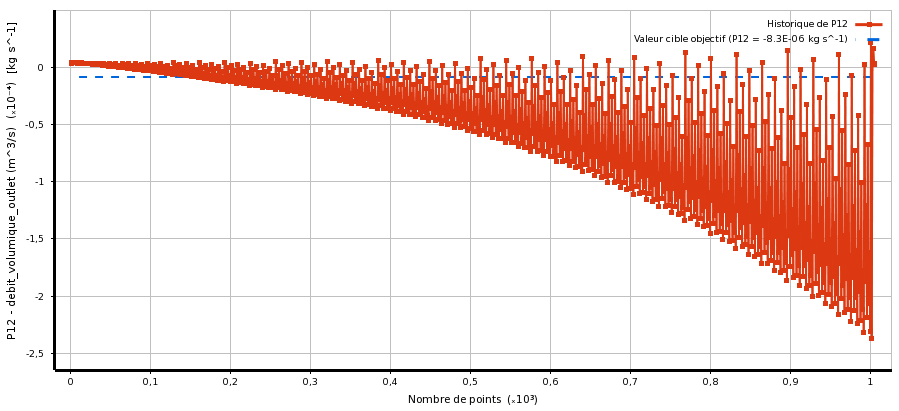 Historique de P12
Valeur cible objectif (P12 = -8.3E-06 kg s^-1)
P12 - debit_volumique_outlet (m^3/s) (ₓ10⁻⁴) [kg s^-1]
0
-0,5
-1
-1,5
-2
-2,5
0 0,1 0,2 0,3 0,4 0,5 0,6 0,7 0,8 0,9 1
Nombre de points (ₓ10³)